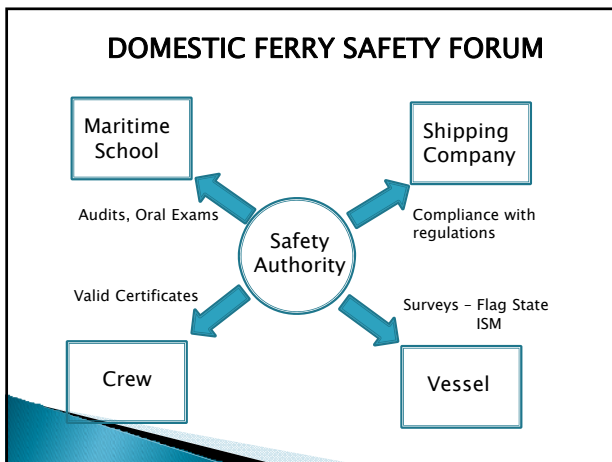 DOMESTIC FERRY SAFETY FORUM
Maritime
School
Shipping
Company
Audits, Oral Exams
Compliance with
regulations
Safety
Authority
Valid Certificates
Surveys – Flag State
ISM
Crew
Vessel